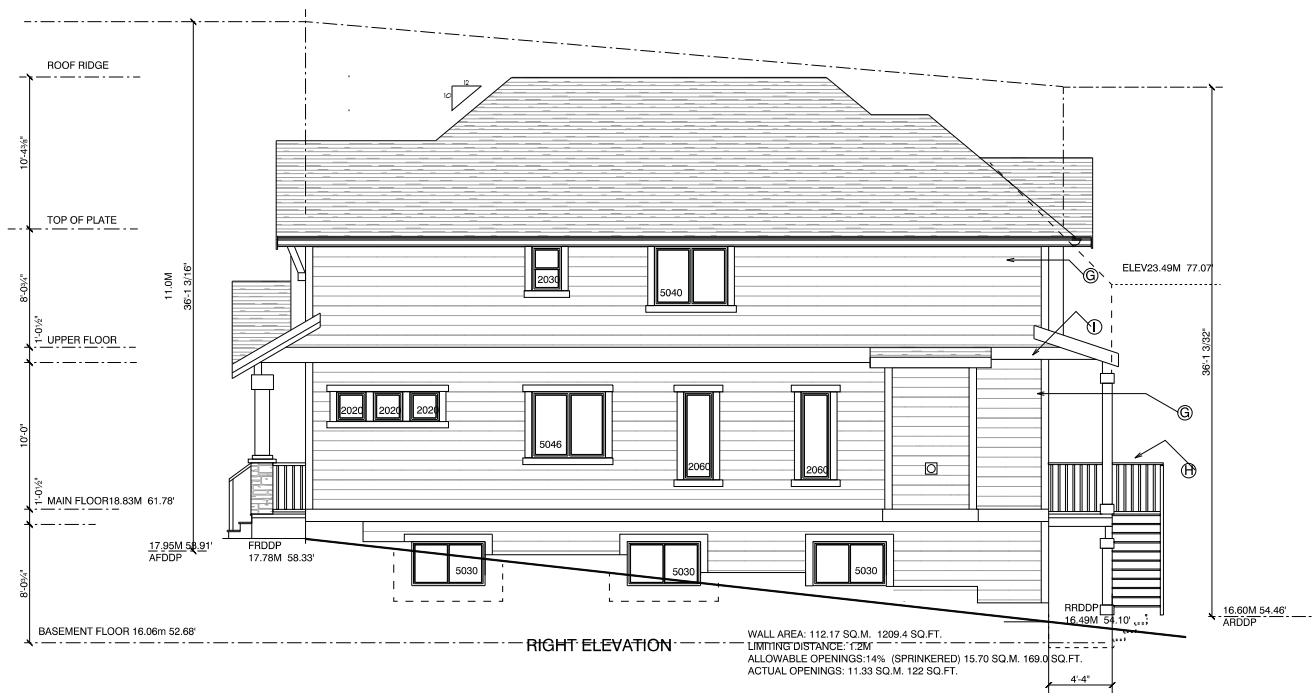 ROOF RIDGE
12
10
10'-4⅜"
TOP OF PLATE
11.0M
36'-1 3/16"
8'-0¾"
1'-0½"
UPPER FLOOR
2030
5040
G
ELEV23.49M 77.07'
I
36'-1 3/32"
10'-0"
2020 2020 2020
5046
2060
2060
G
H
1'-0½"
MAIN FLOOR18.83M 61.78'
17.95M 58.91'
AFDDP
FRDDP
17.78M 58.33'
5030
5030
5030
8'-0¾"
RRDDP
16.49M 54.10'
16.60M 54.46'
ARDDP
BASEMENT FLOOR 16.06m 52.68'
RIGHT ELEVATION
WALL AREA: 112.17 SQ.M. 1209.4 SQ.FT.
LIMITING DISTANCE: 1.2M
ALLOWABLE OPENINGS:14% (SPRINKERED) 15.70 SQ.M. 169.0 SQ.FT.
ACTUAL OPENINGS: 11.33 SQ.M. 122 SQ.FT.
4'-4"